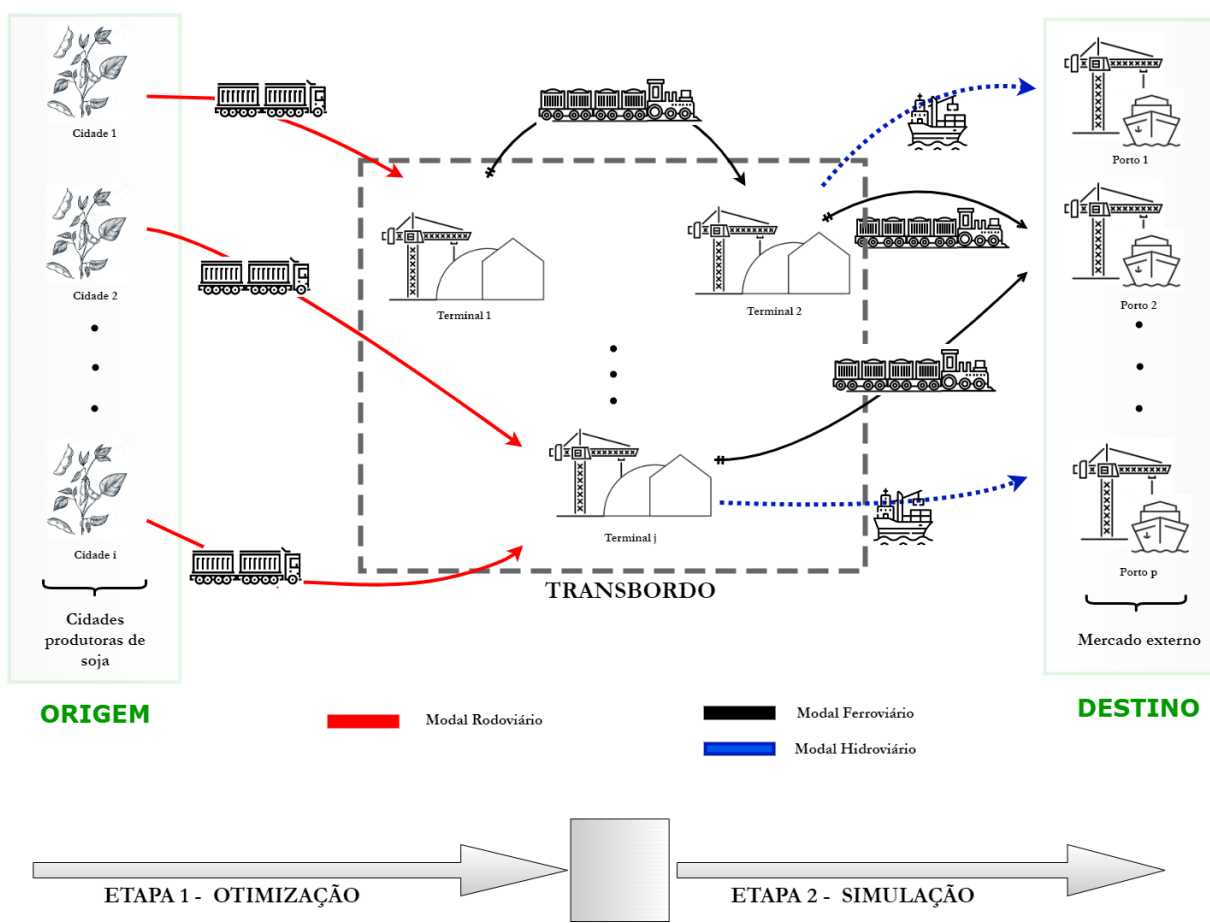 Cidade 1
Cidade 2
Cidade i
Cidades
produtoras de
soja
ORIGEM
Terminal 1
Terminal 2
Terminal j
TRANSBORDO
Porto 1
Porto 2
Porto p
Mercado externo
DESTINO
Modal Rodoviário
Modal Ferroviário
Modal Hidroviário
ETAPA 1 - OTIMIZAÇÃO
ETAPA 2 - SIMULAÇÃO